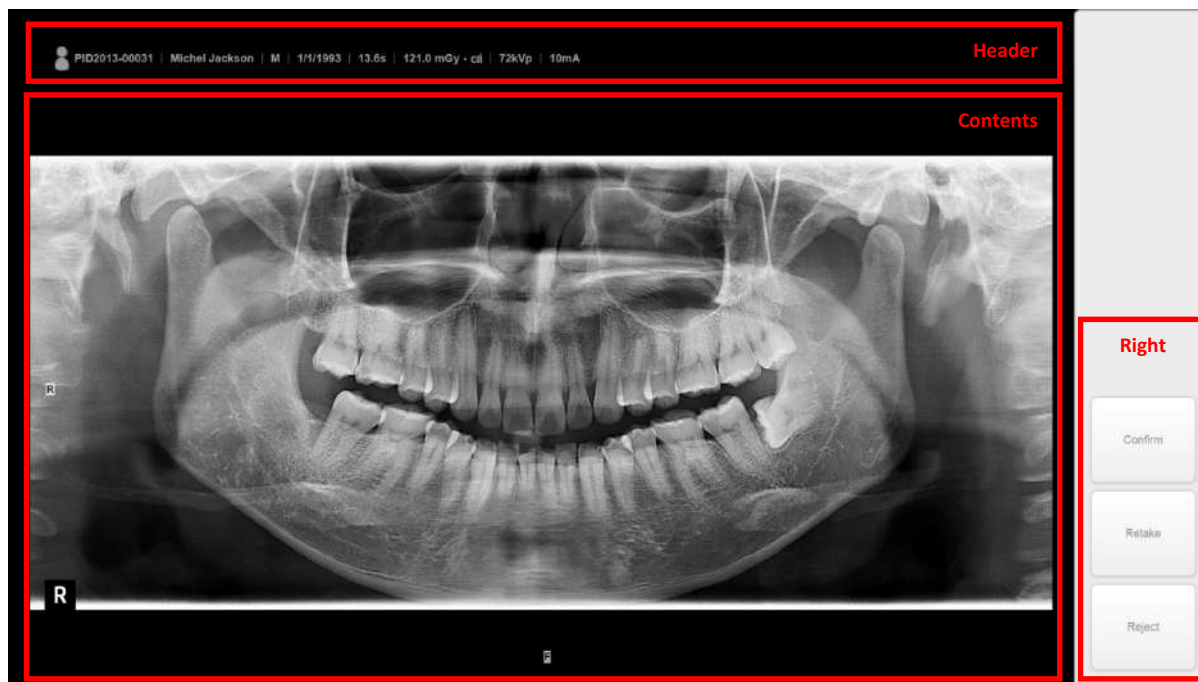 Header
PID2013-00031 | Michel Jackson | M | 1/1/1993 | 13.6s | 121.0 mGy · ㎠ | 72kVp | 10mA
Contents
Right
R
Confirm
Retake
Reject
R
F